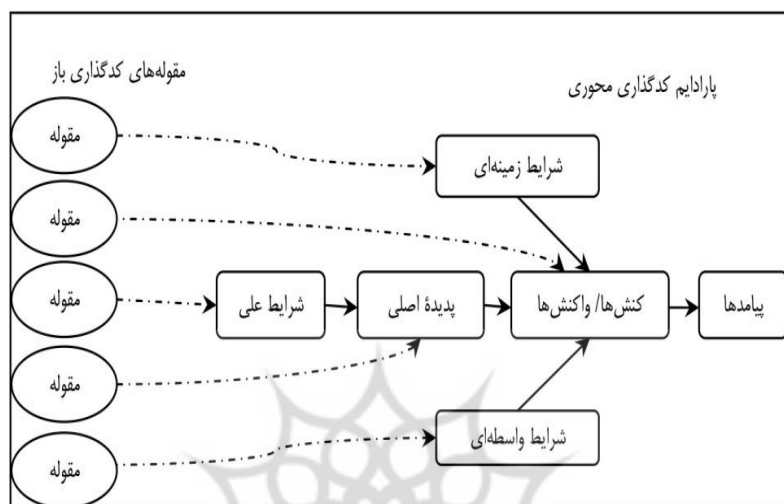 مقوله‌های کدگذاری باز
پارادایم کدگذاری محوری
مقوله
شرایط زمینه‌ای
مقوله
مقوله
شرایط علی
پدیدۀ اصلی
کنش‌ها/ واکنش‌ها
پیامدها
مقوله
شرایط واسطه‌ای
مقوله